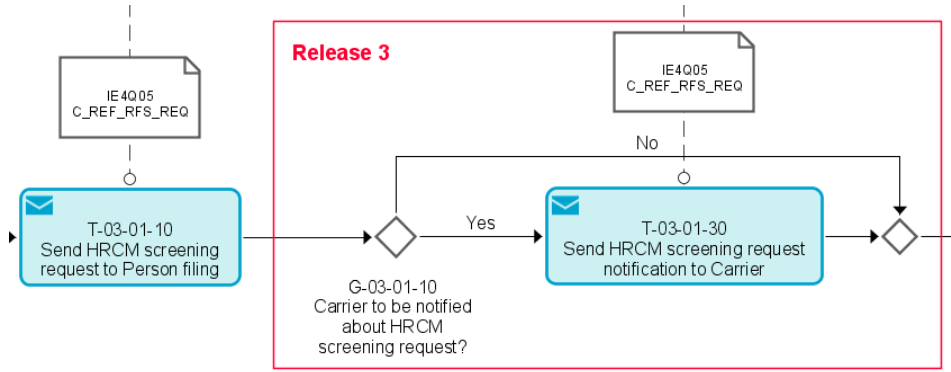 Release 3
IE4Q05
C_REF_RFS_REQ
IE4Q05
C_REF_RFS_REQ
No
T-03-01-10
Send HRCM screening
request to Person filing
Yes
T-03-01-30
Send HRCM screening request
notification to Carrier
G-03-01-10
Carrier to be notified
about HRCM
screening request?